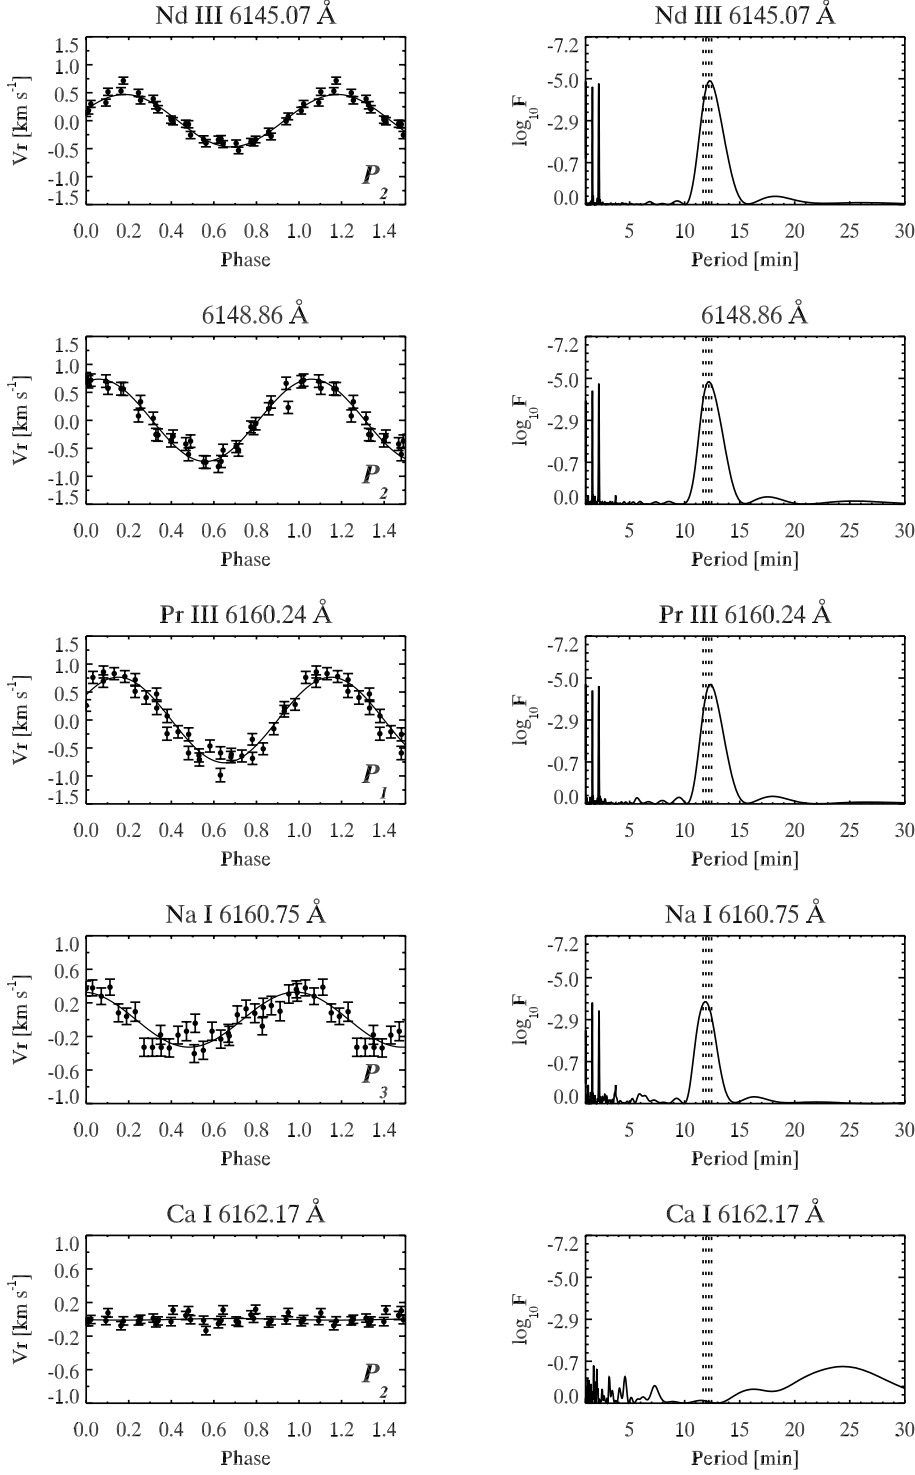 Nd III 6145.07 Å
Vr [km s⁻¹]
1.5
1.0
0.5
0.0
-0.5
-1.0
-1.5
P₂
0.0 0.2 0.4 0.6 0.8 1.0 1.2 1.4
Phase
Nd III 6145.07 Å
log₁₀F
-7.2
-5.0
-2.9
-0.7
0.0
5 10 15 20 25 30
Period [min]
6148.86 Å
Vr [km s⁻¹]
1.5
1.0
0.5
0.0
-0.5
-1.0
-1.5
P₂
0.0 0.2 0.4 0.6 0.8 1.0 1.2 1.4
Phase
6148.86 Å
log₁₀F
-7.2
-5.0
-2.9
-0.7
0.0
5 10 15 20 25 30
Period [min]
Pr III 6160.24 Å
Vr [km s⁻¹]
1.5
1.0
0.5
0.0
-0.5
-1.0
-1.5
P₁
0.0 0.2 0.4 0.6 0.8 1.0 1.2 1.4
Phase
Pr III 6160.24 Å
log₁₀F
-7.2
-5.0
-2.9
-0.7
0.0
5 10 15 20 25 30
Period [min]
Na I 6160.75 Å
Vr [km s⁻¹]
1.0
0.6
0.2
-0.2
-0.6
-1.0
P₃
0.0 0.2 0.4 0.6 0.8 1.0 1.2 1.4
Phase
Na I 6160.75 Å
log₁₀F
-7.2
-5.0
-2.9
-0.7
0.0
5 10 15 20 25 30
Period [min]
Ca I 6162.17 Å
Vr [km s⁻¹]
1.0
0.6
0.2
-0.2
-0.6
-1.0
P₂
0.0 0.2 0.4 0.6 0.8 1.0 1.2 1.4
Phase
Ca I 6162.17 Å
log₁₀F
-7.2
-5.0
-2.9
-0.7
0.0
5 10 15 20 25 30
Period [min]